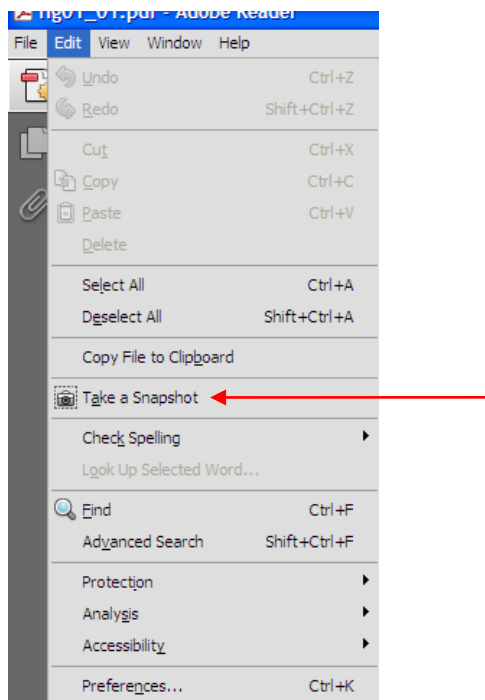 fig01_01.pdf - Adobe Reader
File Edit View Window Help
Undo Ctrl+Z
Redo Shift+Ctrl+Z
Cut Ctrl+X
Copy Ctrl+C
Paste Ctrl+V
Delete
Select All Ctrl+A
Deselect All Shift+Ctrl+A
Copy File to Clipboard
Take a Snapshot
Check Spelling
Look Up Selected Word...
Find Ctrl+F
Advanced Search Shift+Ctrl+F
Protection
Analysis
Accessibility
Preferences... Ctrl+K